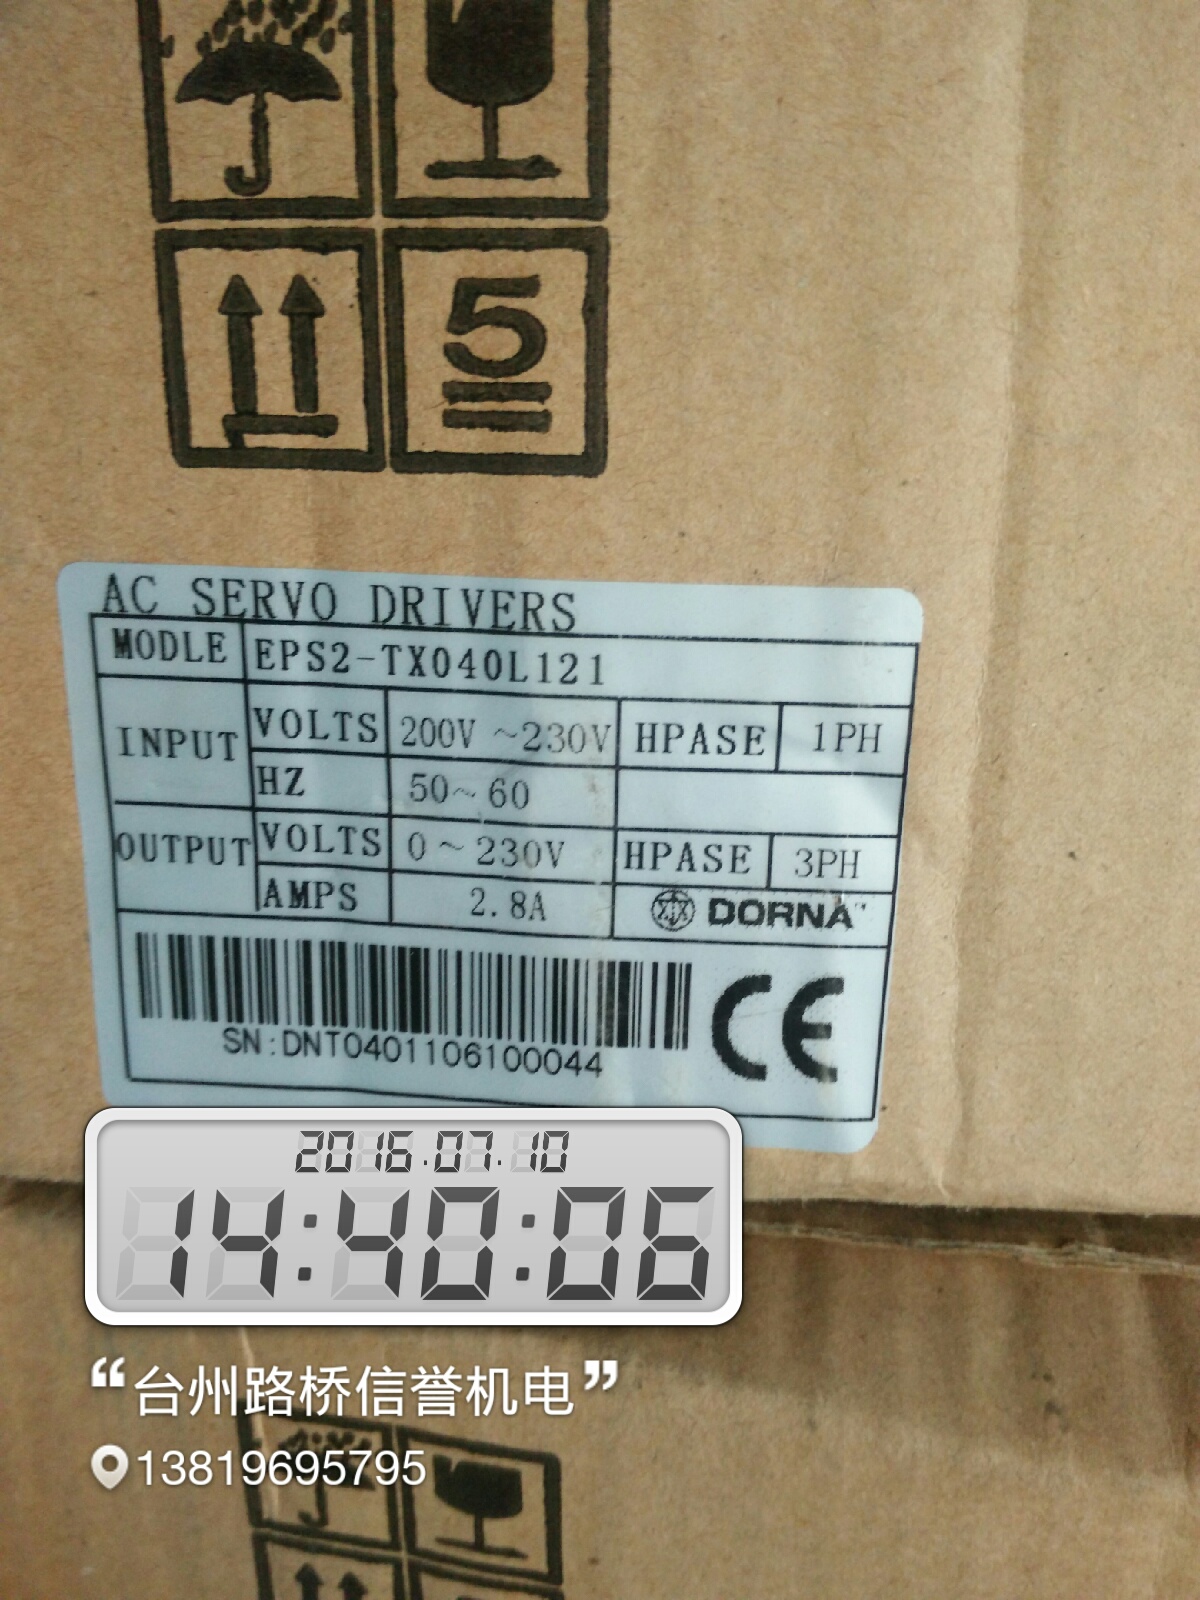 5
AC SERVO DRIVERS
MODLE EPS2-TX040L121
INPUT VOLTS 200V ~230V HPASE 1PH
HZ 50~60
OUTPUT VOLTS 0~230V HPASE 3PH
AMPS 2.8A DORNA™
SN:DNT0401106100044 CE
2016.07.10
14:40:06
“台州路桥信誉机电”
13819695795